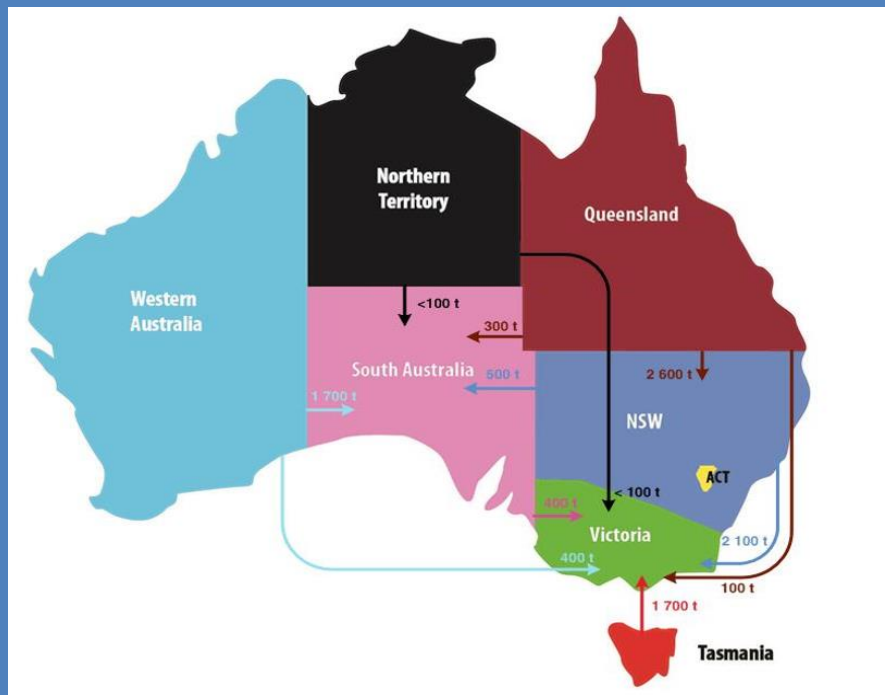 Northern
Territory
Queensland
Western
Australia
<100 t
300 t
South Australia
500 t
2 600 t
1 700 t
NSW
ACT
< 100 t
400 t
Victoria
2 100 t
400 t
100 t
1 700 t
Tasmania